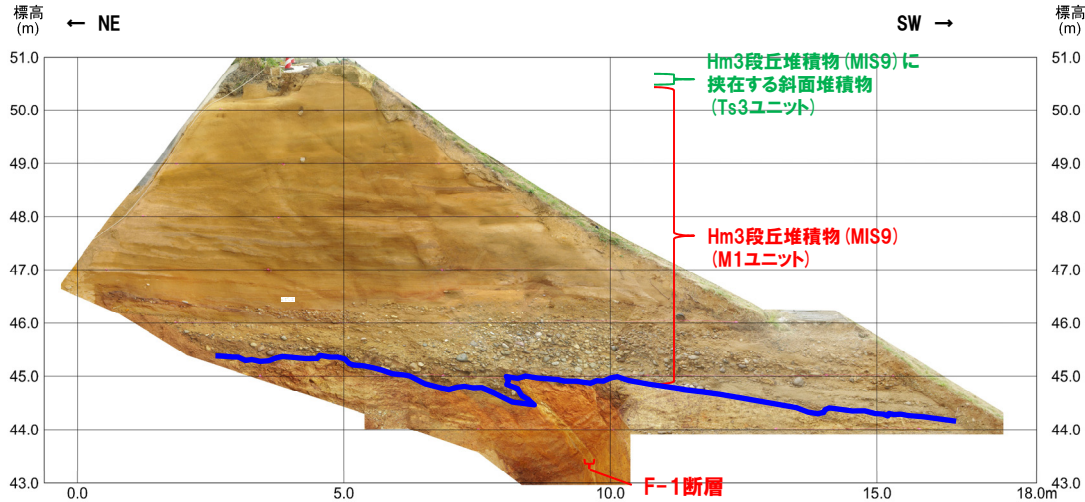 標高
(m)
← NE
SW →
標高
(m)
51.0
50.0
49.0
48.0
47.0
46.0
45.0
44.0
43.0
Hm3段丘堆積物(MIS9)に
挟在する斜面堆積物
(Ts3ユニット)
Hm3段丘堆積物(MIS9)
(M1ユニット)
F-1断層
51.0
50.0
49.0
48.0
47.0
46.0
45.0
44.0
43.0
0.0
5.0
10.0
15.0
18.0m